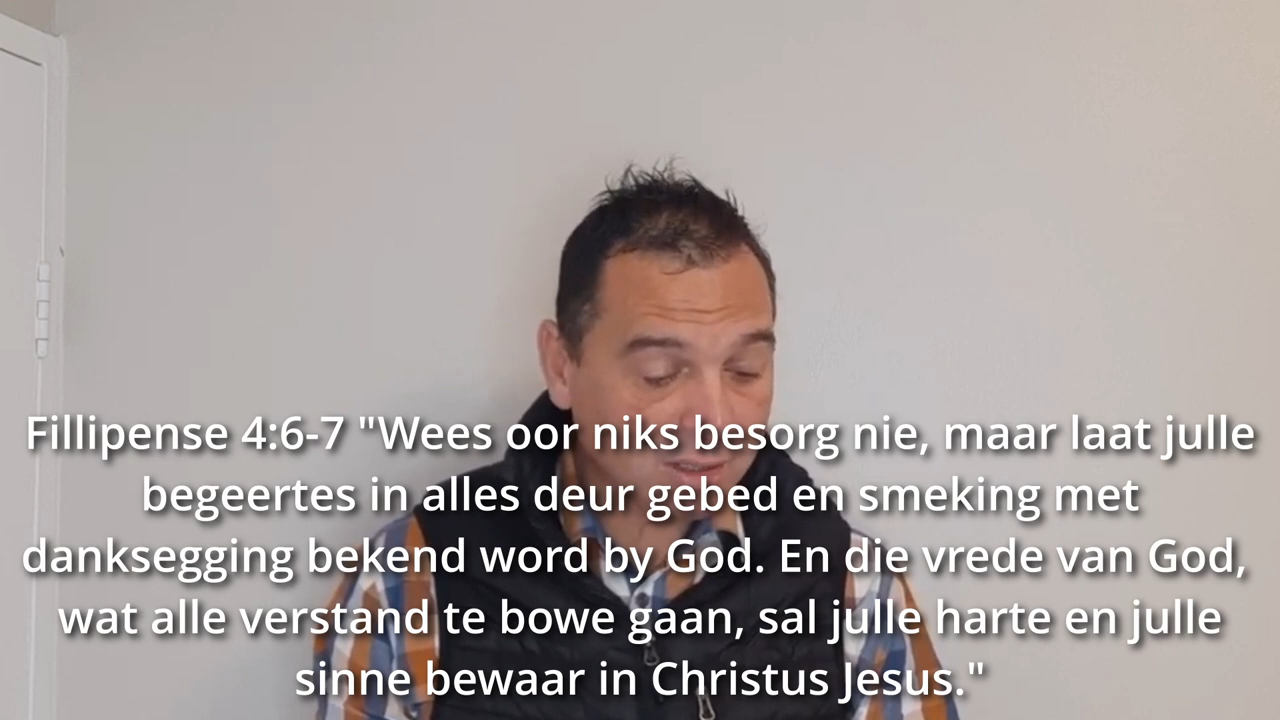 Fillipense 4:6-7 "Wees oor niks besorg nie, maar laat julle
begeertes in alles deur gebed en smeking met
danksegging bekend word by God. En die vrede van God,
wat alle verstand te bowe gaan, sal julle harte en julle
sinne bewaar in Christus Jesus."